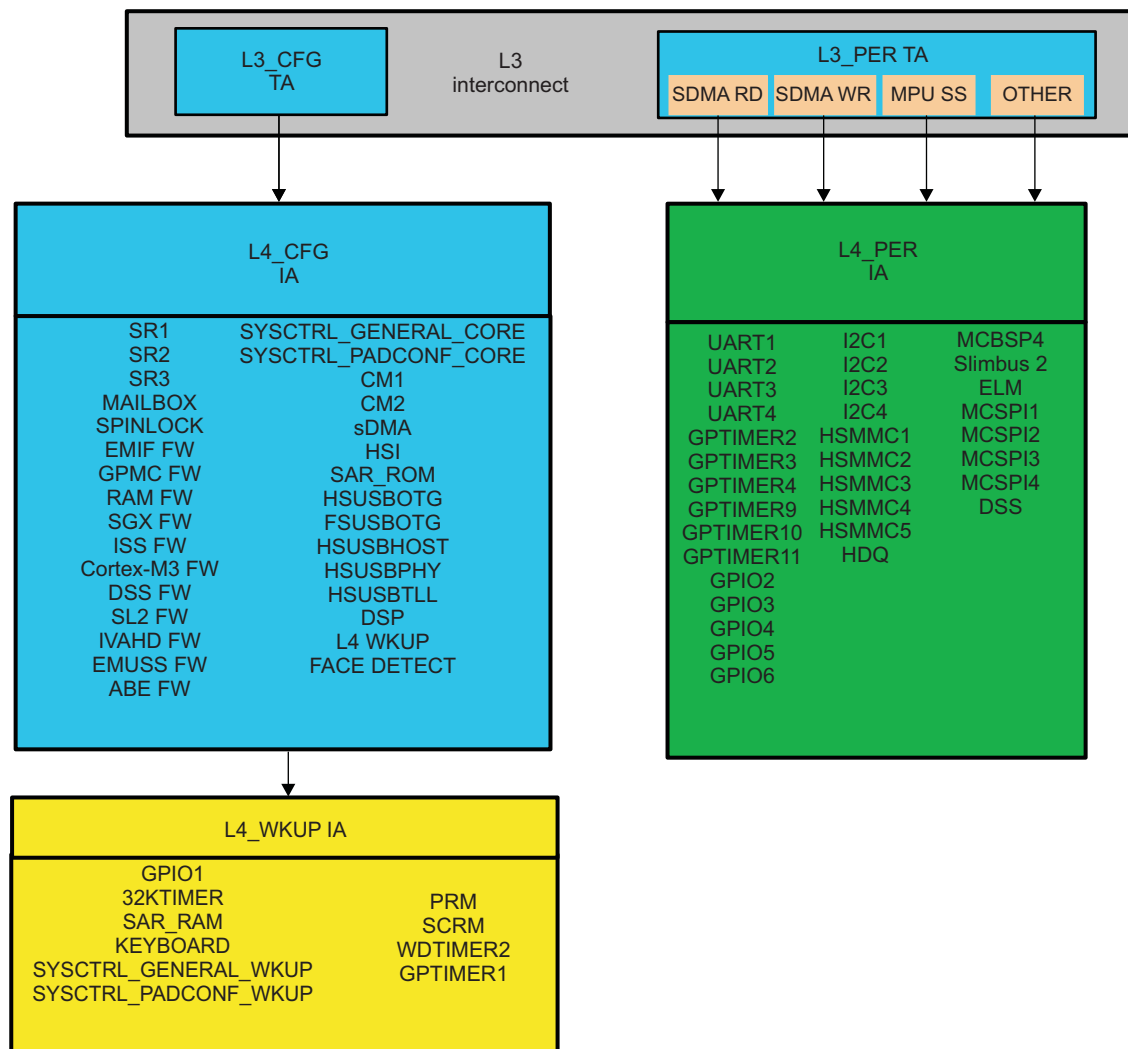 L3_CFG
TA
L3
interconnect
L3_PER TA
SDMA RD
SDMA WR
MPU SS
OTHER
L4_CFG
IA
SR1
SR2
SR3
MAILBOX
SPINLOCK
EMIF FW
GPMC FW
RAM FW
SGX FW
ISS FW
Cortex-M3 FW
DSS FW
SL2 FW
IVAHD FW
EMUSS FW
ABE FW
SYSCTRL_GENERAL_CORE
SYSCTRL_PADCONF_CORE
CM1
CM2
sDMA
HSI
SAR_ROM
HSUSBOTG
FSUSBOTG
HSUSBHOST
HSUSBPHY
HSUSBTLL
DSP
L4 WKUP
FACE DETECT
L4_PER
IA
UART1
UART2
UART3
UART4
GPTIMER2
GPTIMER3
GPTIMER4
GPTIMER9
GPTIMER10
GPTIMER11
GPIO2
GPIO3
GPIO4
GPIO5
GPIO6
I2C1
I2C2
I2C3
I2C4
HSMMC1
HSMMC2
HSMMC3
HSMMC4
HSMMC5
HDQ
MCBSP4
Slimbus 2
ELM
MCSPI1
MCSPI2
MCSPI3
MCSPI4
DSS
L4_WKUP IA
GPIO1
32KTIMER
SAR_RAM
KEYBOARD
SYSCTRL_GENERAL_WKUP
SYSCTRL_PADCONF_WKUP
PRM
SCRM
WDTIMER2
GPTIMER1